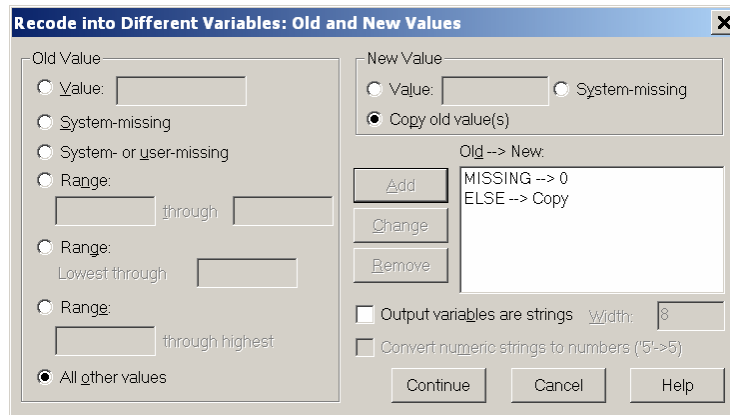 Recode into Different Variables: Old and New Values
Old Value
Value:
System-missing
System- or user-missing
Range:
through
Range:
Lowest through
Range:
through highest
All other values
New Value
Value:
System-missing
Copy old value(s)
Old --> New:
Add
Change
Remove
MISSING --> 0
ELSE --> Copy
Output variables are strings
Width:
8
Convert numeric strings to numbers ('5'->5)
Continue
Cancel
Help